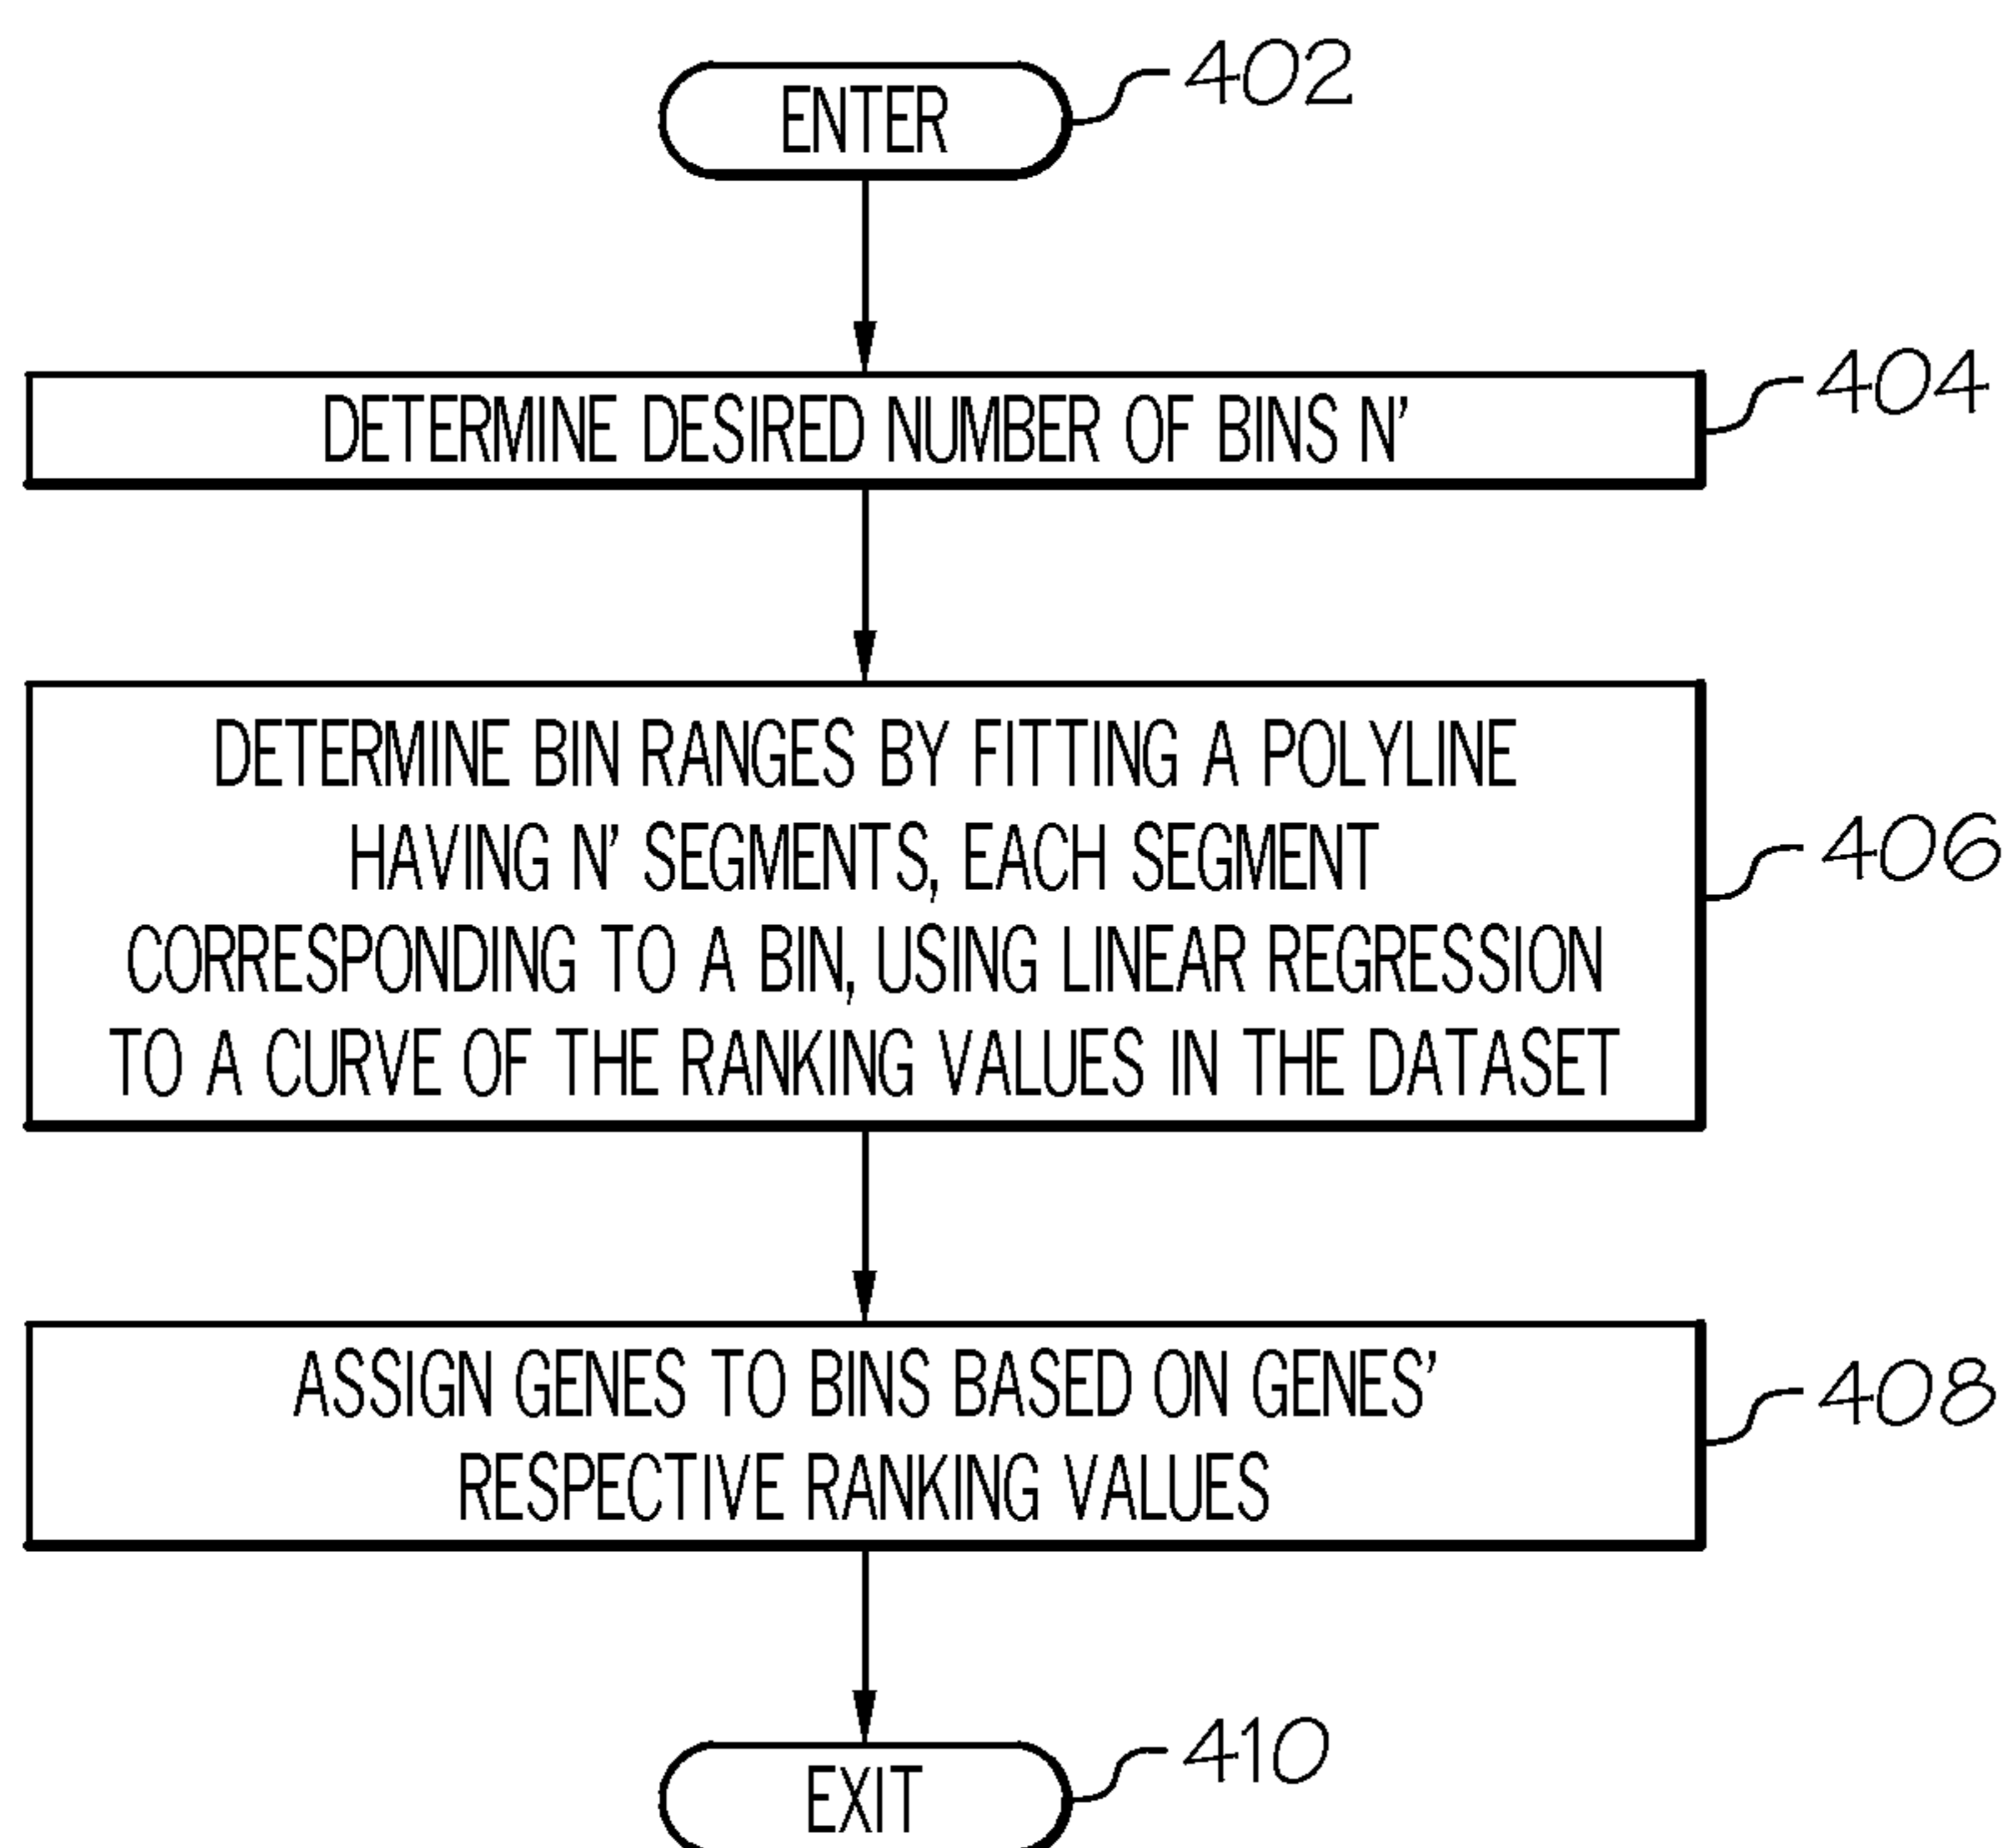 ENTER
402
DETERMINE DESIRED NUMBER OF BINS N'
404
DETERMINE BIN RANGES BY FITTING A POLYLINE
HAVING N' SEGMENTS, EACH SEGMENT
CORRESPONDING TO A BIN, USING LINEAR REGRESSION
TO A CURVE OF THE RANKING VALUES IN THE DATASET
406
ASSIGN GENES TO BINS BASED ON GENES'
RESPECTIVE RANKING VALUES
408
EXIT
410